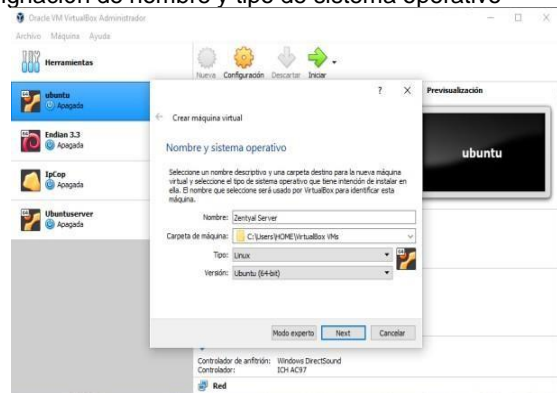 gnación de nombre y tipo de sistema operativo
Oracle VM VirtualBox Administrador
Archivo Máquina Ayuda
Herramientas
Nueva Configuración Descartar Iniciar
ubuntu
Apagada
Endian 3.3
Apagada
IpCop
Apagada
Ubuntuserver
Apagada
Previsualización
ubuntu
? X
Crear máquina virtual
Nombre y sistema operativo
Seleccione un nombre descriptivo y una carpeta destino para la nueva máquina
virtual y seleccione el tipo de sistema operativo que tiene intención de instalar en
ella. El nombre que seleccione será usado por VirtualBox para identificar esta
máquina.
Nombre: Zentyal Server
Carpeta de máquina: C:\Users\HOME\VirtualBox VMs
Tipo: Linux
Versión: Ubuntu (64-bit)
Modo experto Next Cancelar
Controlador de anfitrión: Windows DirectSound
Controlador: ICH AC97
Red